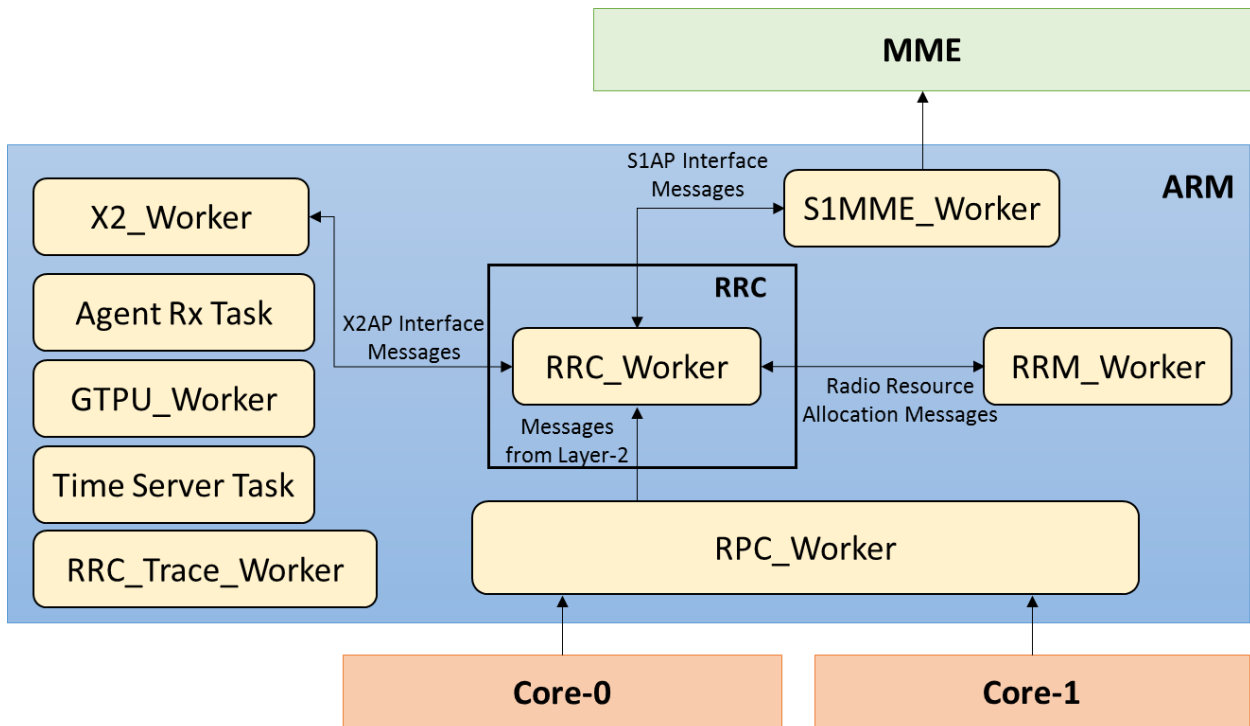 MME
S1AP Interface
Messages
ARM
X2_Worker
S1MME_Worker
RRC
Agent Rx Task
X2AP Interface
Messages
RRC_Worker
RRM_Worker
GTPU_Worker
Radio Resource
Allocation Messages
Messages
from Layer-2
Time Server Task
RPC_Worker
RRC_Trace_Worker
Core-0
Core-1